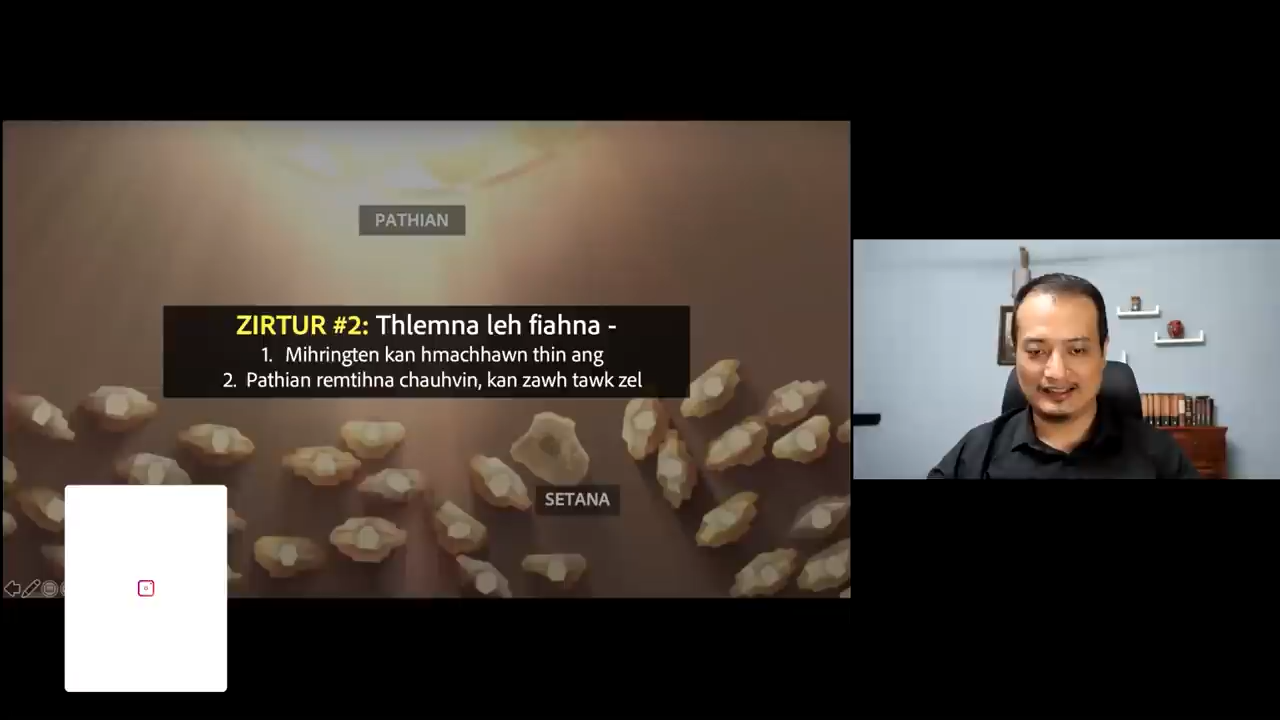 PATHIAN
ZIRTUR #2: Thlemna leh fiahna -
1. Mihringten kan hmachhawn thin ang
2. Pathian remtihna chauhvin, kan zawh tawk zel
SETANA